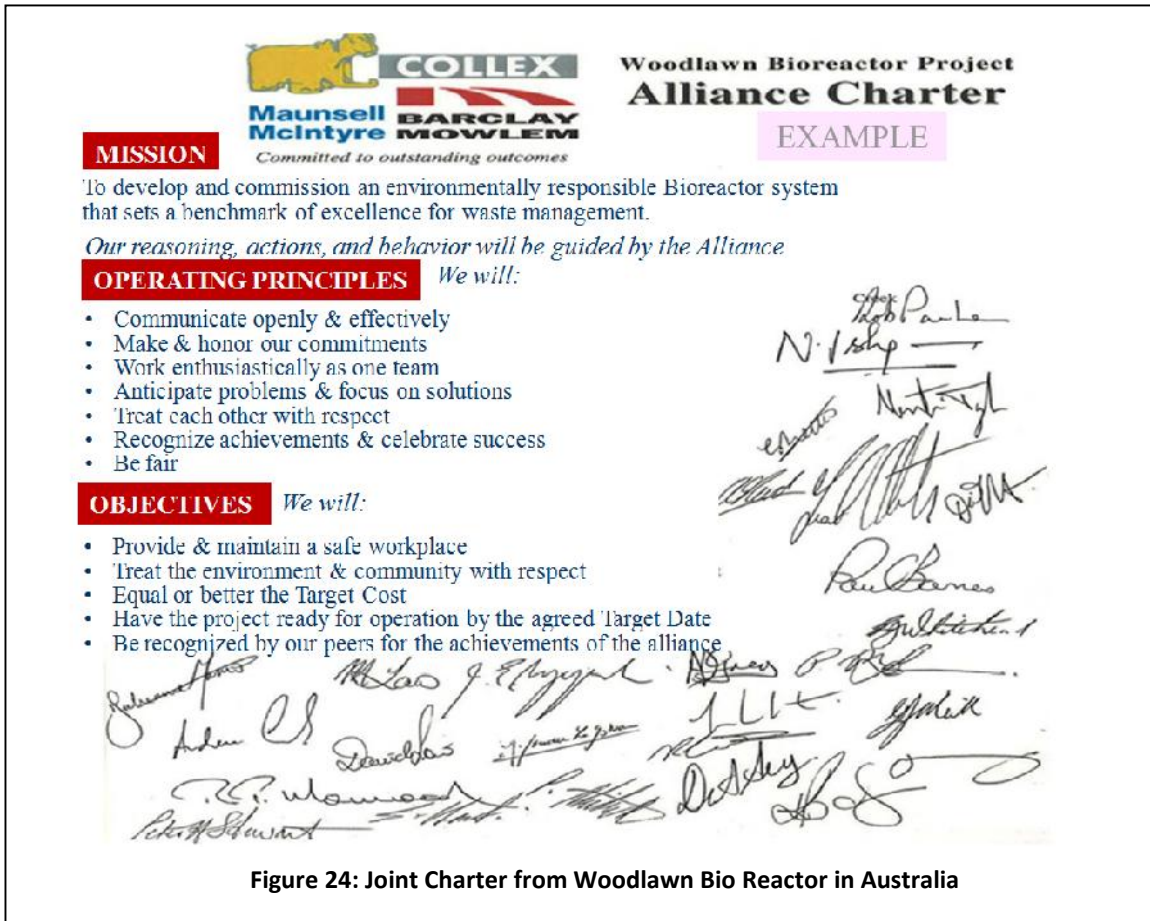 COLLEX
Maunsell BARCLAY
McIntyre MOWLEM
Committed to outstanding outcomes
Woodlawn Bioreactor Project
Alliance Charter
EXAMPLE
MISSION
To develop and commission an environmentally responsible Bioreactor system
that sets a benchmark of excellence for waste management.
Our reasoning, actions, and behavior will be guided by the Alliance
OPERATING PRINCIPLES We will:
• Communicate openly & effectively
• Make & honor our commitments
• Work enthusiastically as one team
• Anticipate problems & focus on solutions
• Treat each other with respect
• Recognize achievements & celebrate success
• Be fair
OBJECTIVES We will:
• Provide & maintain a safe workplace
• Treat the environment & community with respect
• Equal or better the Target Cost
• Have the project ready for operation by the agreed Target Date
• Be recognized by our peers for the achievements of the alliance
Paul Barnes
Andrew
Peter H Stewart
Figure 24: Joint Charter from Woodlawn Bio Reactor in Australia